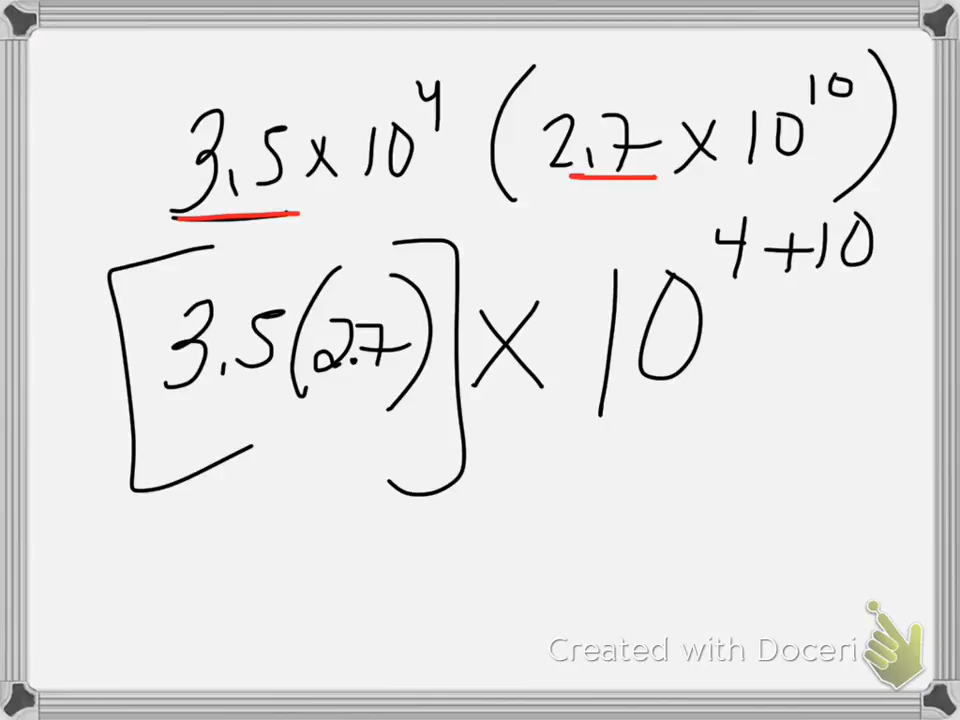 3.5 x 10^4 (2.7 x 10^10)
[3.5(2.7)] x 10^4+10
Created with Doceri